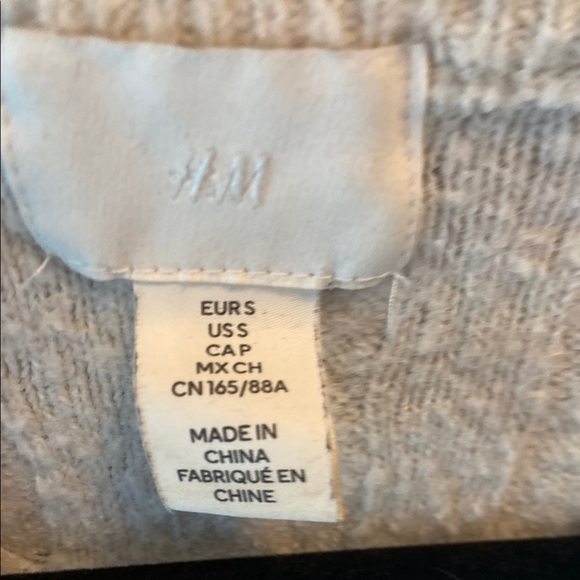 H&M
EUR S
US S
CA P
MX CH
CN 165/88A
MADE IN
CHINA
FABRIQUÉ EN
CHINE